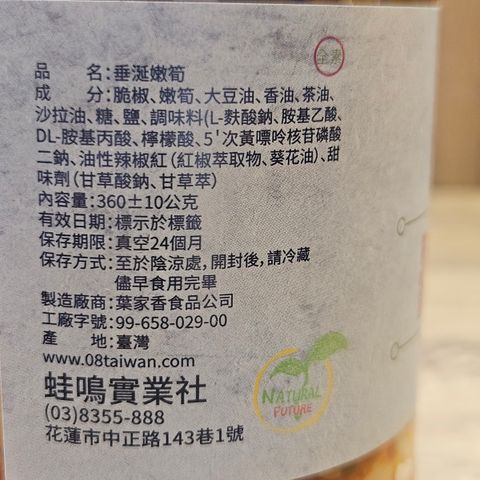 全素
品　　名：垂涎嫩筍
成　　分：脆椒、嫩筍、大豆油、香油、茶油、
沙拉油、糖、鹽、調味料(L-麩酸鈉、胺基乙酸、
DL-胺基丙酸、檸檬酸、5'次黃嘌呤核苷磷酸
二鈉、油性辣椒紅(紅椒萃取物、葵花油)、甜
味劑(甘草酸鈉、甘草萃)
內容量：360±10公克
有效日期：標示於標籤
保存期限：真空24個月
保存方式：至於陰涼處，開封後，請冷藏
儘早食用完畢
製造廠商：葉家香食品公司
工廠字號：99-658-029-00
產　　地：臺灣
www.08taiwan.com
蛙鳴實業社
(03)8355-888
花蓮市中正路143巷1號
NATURAL
FUTURE